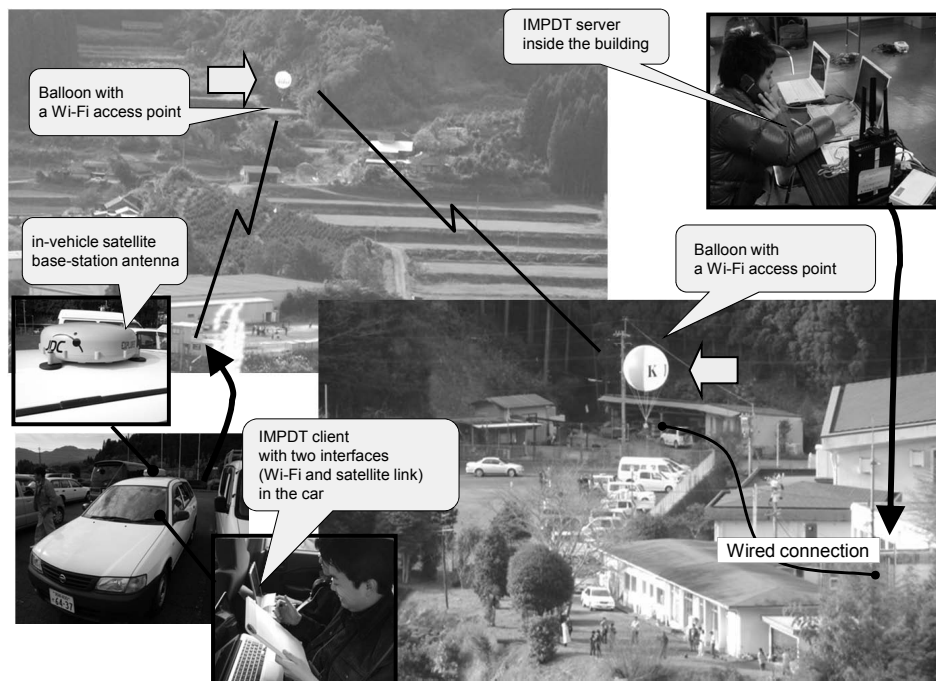 IMPDT server
inside the building
Balloon with
a Wi-Fi access point
in-vehicle satellite
base-station antenna
Balloon with
a Wi-Fi access point
JDC
K
IMPDT client
with two interfaces
(Wi-Fi and satellite link)
in the car
Wired connection
64-37